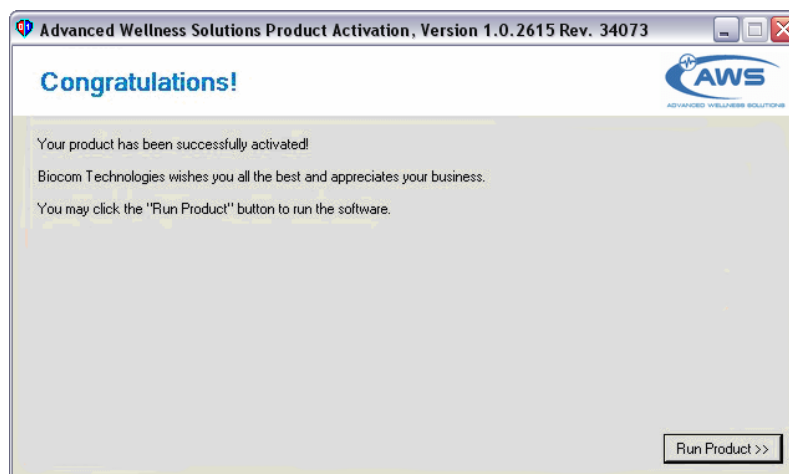 Advanced Wellness Solutions Product Activation, Version 1.0.2615 Rev. 34073
Congratulations!
AWS
ADVANCED WELLNESS SOLUTIONS
Your product has been successfully activated!
Biocom Technologies wishes you all the best and appreciates your business.
You may click the "Run Product" button to run the software.
Run Product >>